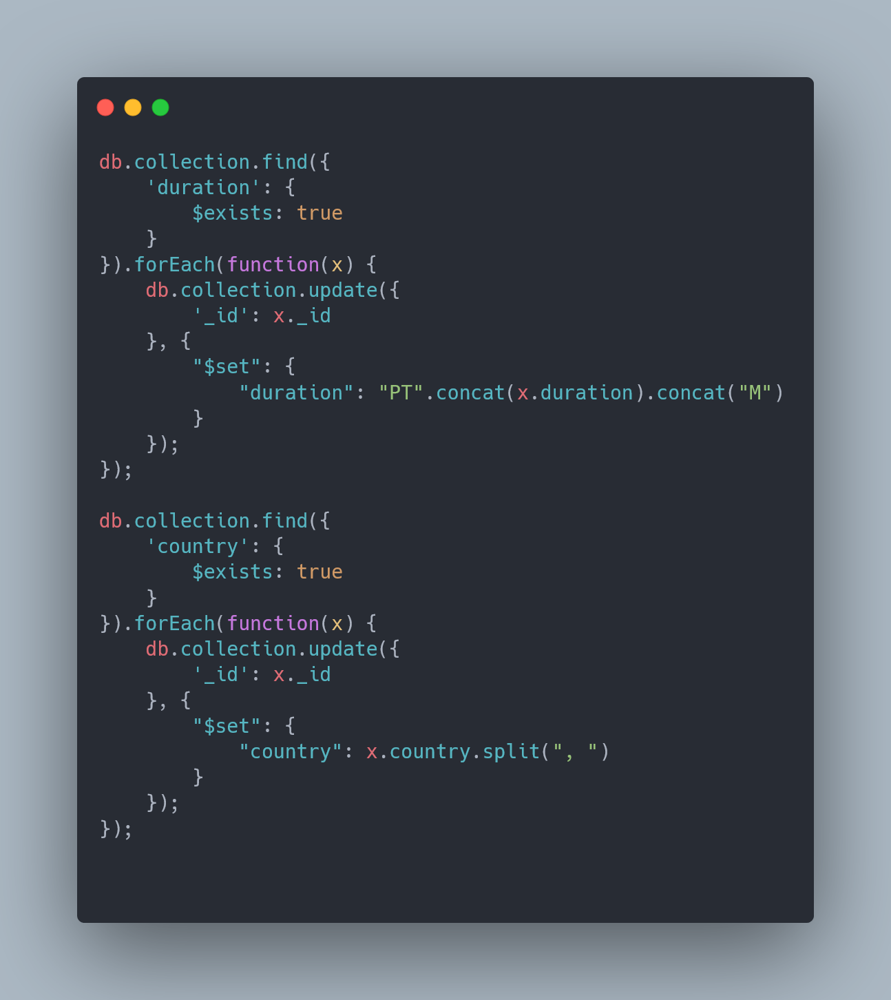 db.collection.find({
    'duration': {
        $exists: true
    }
}).forEach(function(x) {
    db.collection.update({
        '_id': x._id
    }, {
        "$set": {
            "duration": "PT".concat(x.duration).concat("M")
        }
    });
});

db.collection.find({
    'country': {
        $exists: true
    }
}).forEach(function(x) {
    db.collection.update({
        '_id': x._id
    }, {
        "$set": {
            "country": x.country.split(", ")
        }
    });
});